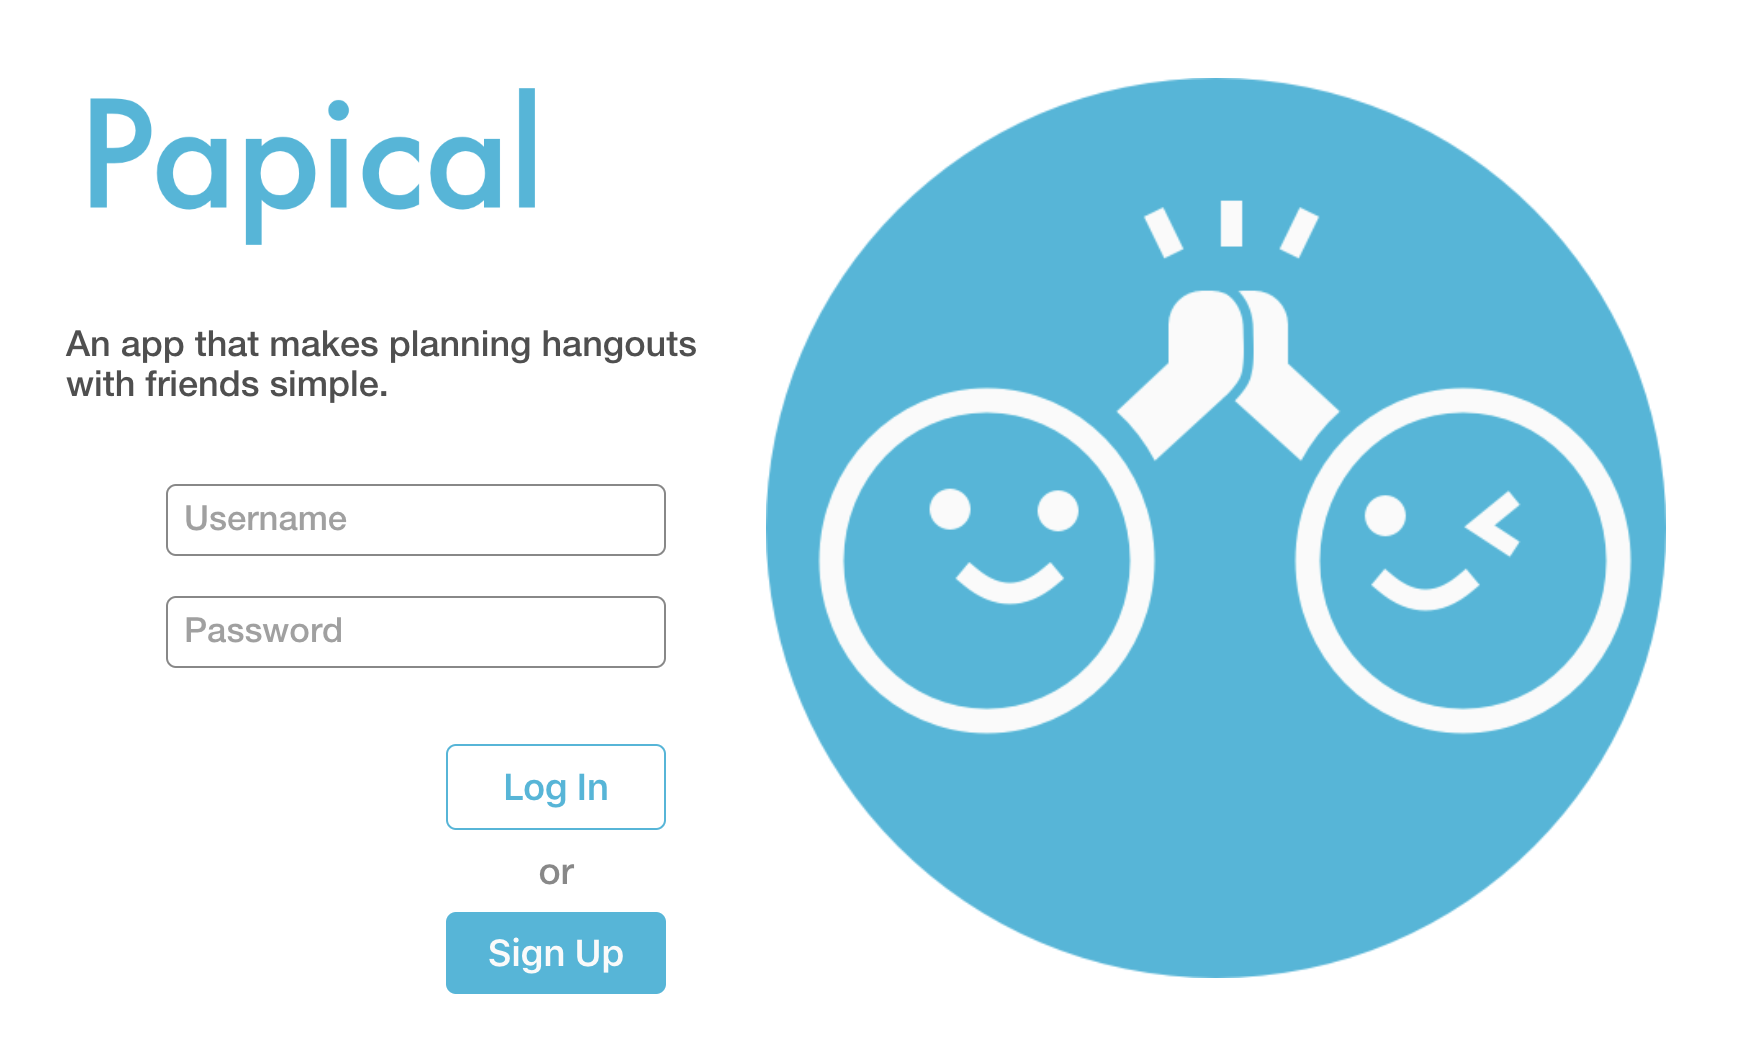 Papical
An app that makes planning hangouts
with friends simple.
Username
Password
Log In
or
Sign Up